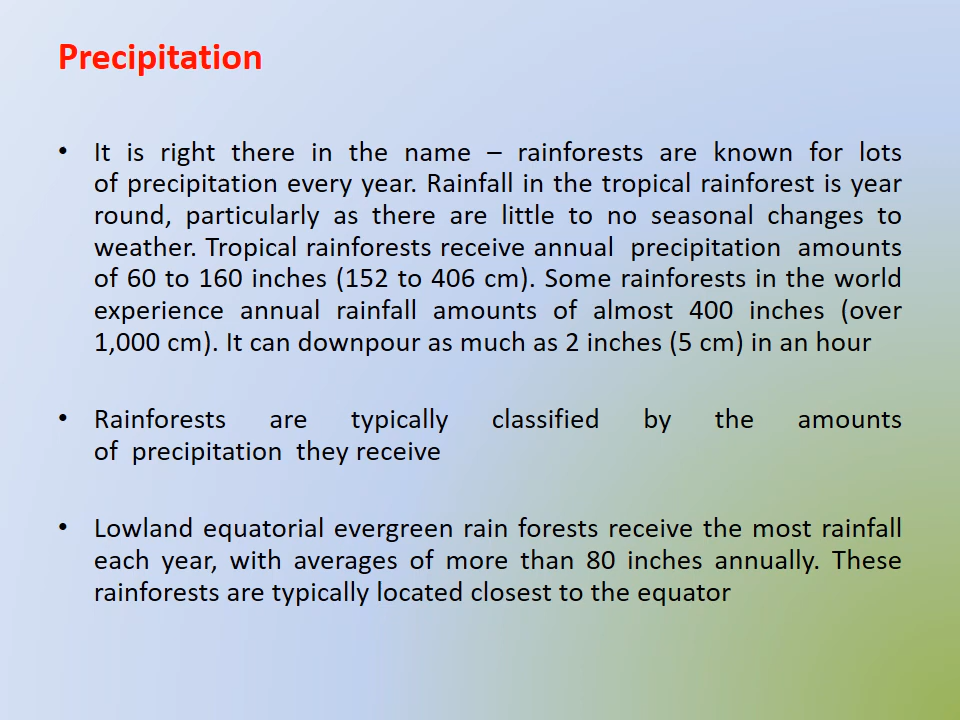 Precipitation
• It is right there in the name – rainforests are known for lots
of precipitation every year. Rainfall in the tropical rainforest is year
round, particularly as there are little to no seasonal changes to
weather. Tropical rainforests receive annual precipitation amounts
of 60 to 160 inches (152 to 406 cm). Some rainforests in the world
experience annual rainfall amounts of almost 400 inches (over
1,000 cm). It can downpour as much as 2 inches (5 cm) in an hour
• Rainforests are typically classified by the amounts
of precipitation they receive
• Lowland equatorial evergreen rain forests receive the most rainfall
each year, with averages of more than 80 inches annually. These
rainforests are typically located closest to the equator